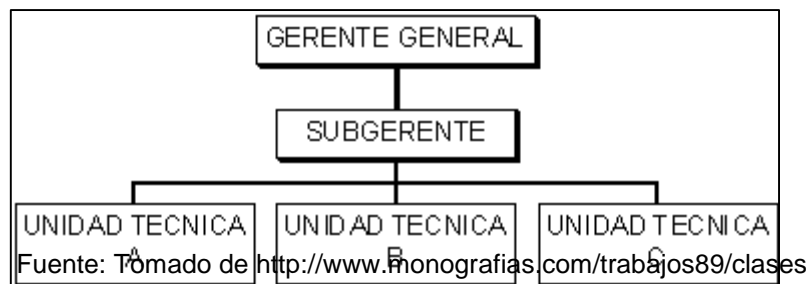 GERENTE GENERAL
SUBGERENTE
UNIDAD TECNICA
A
UNIDAD TECNICA
B
UNIDAD TECNICA
C
Fuente: Tomado de http://www.monografias.com/trabajos89/clases